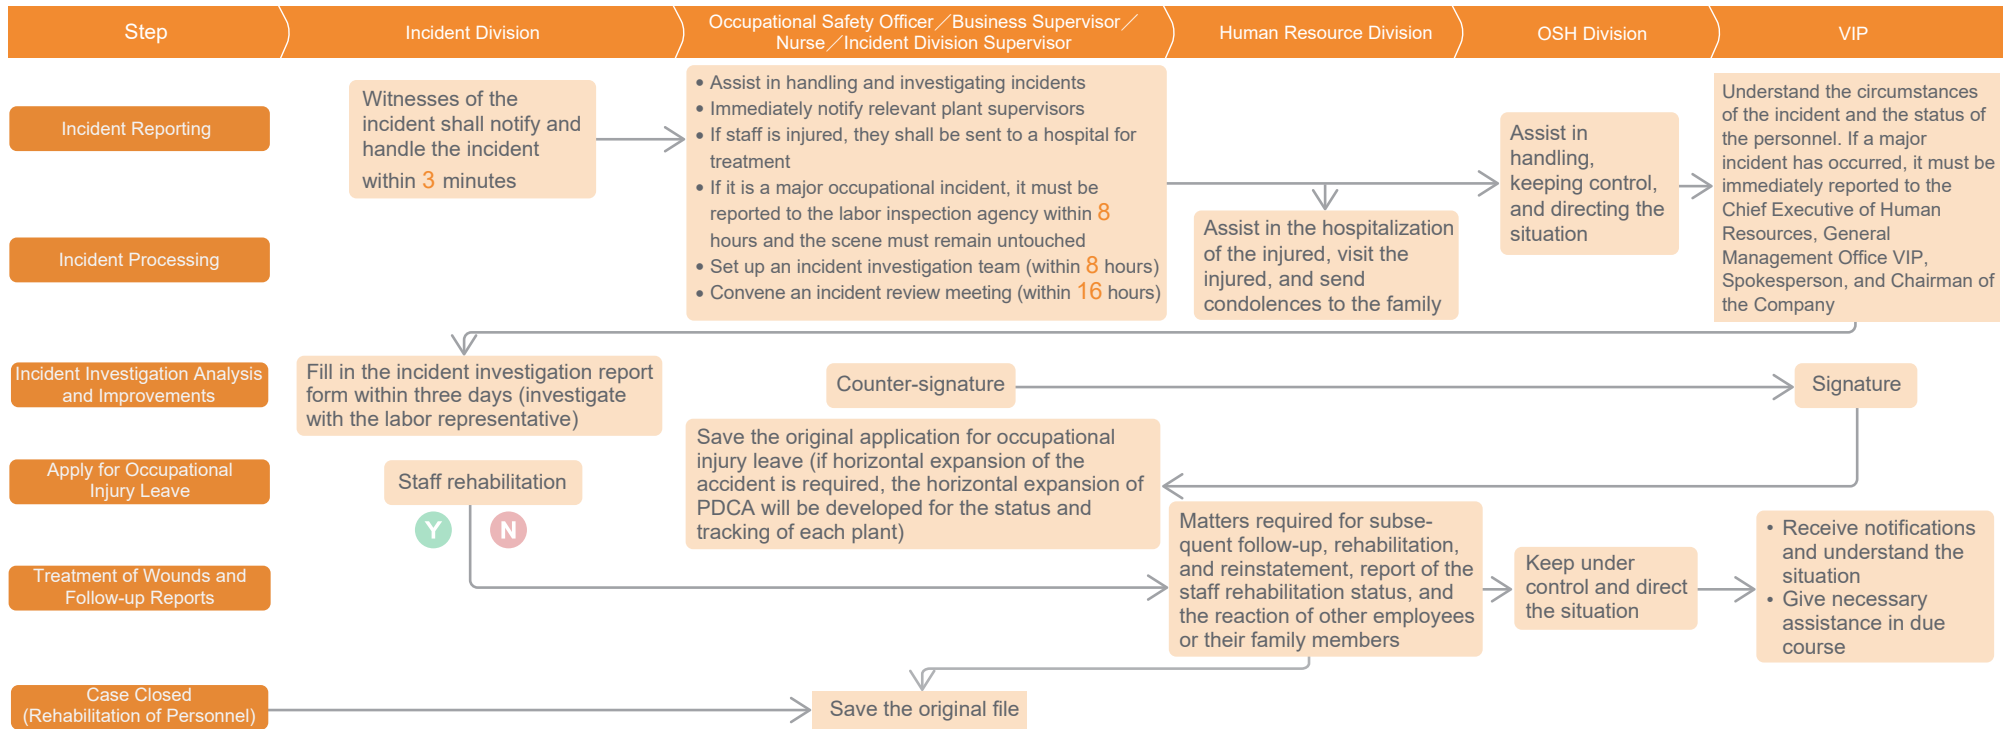 Step
Incident Division
Occupational Safety Officer／Business Supervisor／
Nurse／Incident Division Supervisor
Human Resource Division
OSH Division
VIP
Incident Reporting
Incident Processing
Witnesses of the
incident shall notify and
handle the incident
within 3 minutes
• Assist in handling and investigating incidents
• Immediately notify relevant plant supervisors
• If staff is injured, they shall be sent to a hospital for
treatment
• If it is a major occupational incident, it must be
reported to the labor inspection agency within 8
hours and the scene must remain untouched
• Set up an incident investigation team (within 8 hours)
• Convene an incident review meeting (within 16 hours)
Assist in the hospitalization
of the injured, visit the
injured, and send
condolences to the family
Assist in
handling,
keeping control,
and directing the
situation
Understand the circumstances
of the incident and the status of
the personnel. If a major
incident has occurred, it must be
immediately reported to the
Chief Executive of Human
Resources, General
Management Office VIP,
Spokesperson, and Chairman of
the Company
Incident Investigation Analysis
and Improvements
Fill in the incident investigation report
form within three days (investigate
with the labor representative)
Counter-signature
Signature
Apply for Occupational
Injury Leave
Staff rehabilitation
Y
N
Save the original application for occupational
injury leave (if horizontal expansion of the
accident is required, the horizontal expansion of
PDCA will be developed for the status and
tracking of each plant)
Treatment of Wounds and
Follow-up Reports
Matters required for subse-
quent follow-up, rehabilitation,
and reinstatement, report of the
staff rehabilitation status, and
the reaction of other employees
or their family members
Keep under
control and direct
the situation
• Receive notifications
and understand the
situation
• Give necessary
assistance in due
course
Case Closed
(Rehabilitation of Personnel)
Save the original file